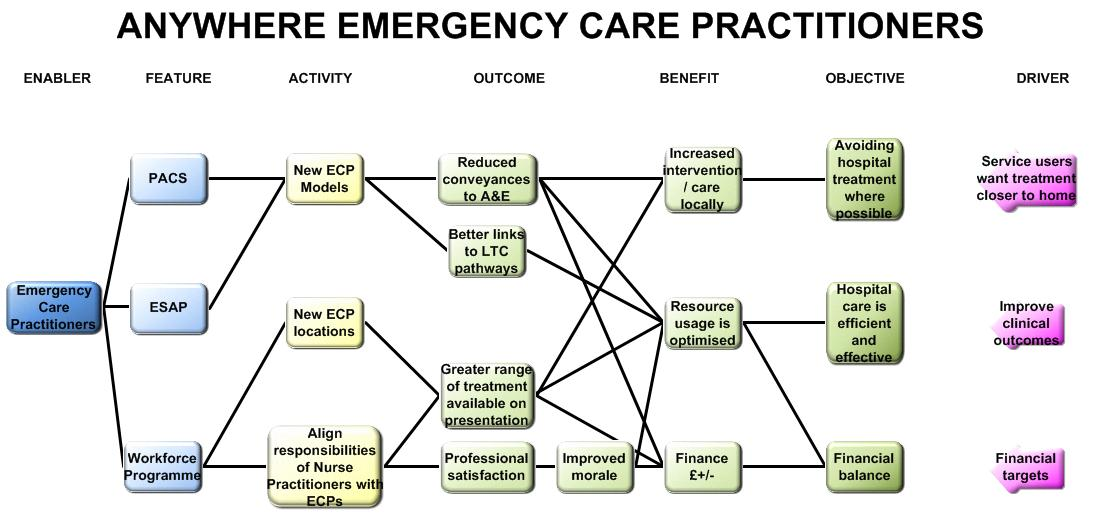 ANYWHERE EMERGENCY CARE PRACTITIONERS
ENABLER
FEATURE
ACTIVITY
OUTCOME
BENEFIT
OBJECTIVE
DRIVER
PACS
New ECP
Models
Reduced
conveyances
to A&E
Increased
intervention
/ care
locally
Avoiding
hospital
treatment
where
possible
Service users
want treatment
closer to home
Better links
to LTC
pathways
Emergency
Care
Practitioners
ESAP
New ECP
locations
Resource
usage is
optimised
Hospital
care is
efficient
and
effective
Improve
clinical
outcomes
Greater range
of treatment
available on
presentation
Workforce
Programme
Align
responsibilities
of Nurse
Practitioners with
ECPs
Professional
satisfaction
Improved
morale
Finance
£+/-
Financial
balance
Financial
targets